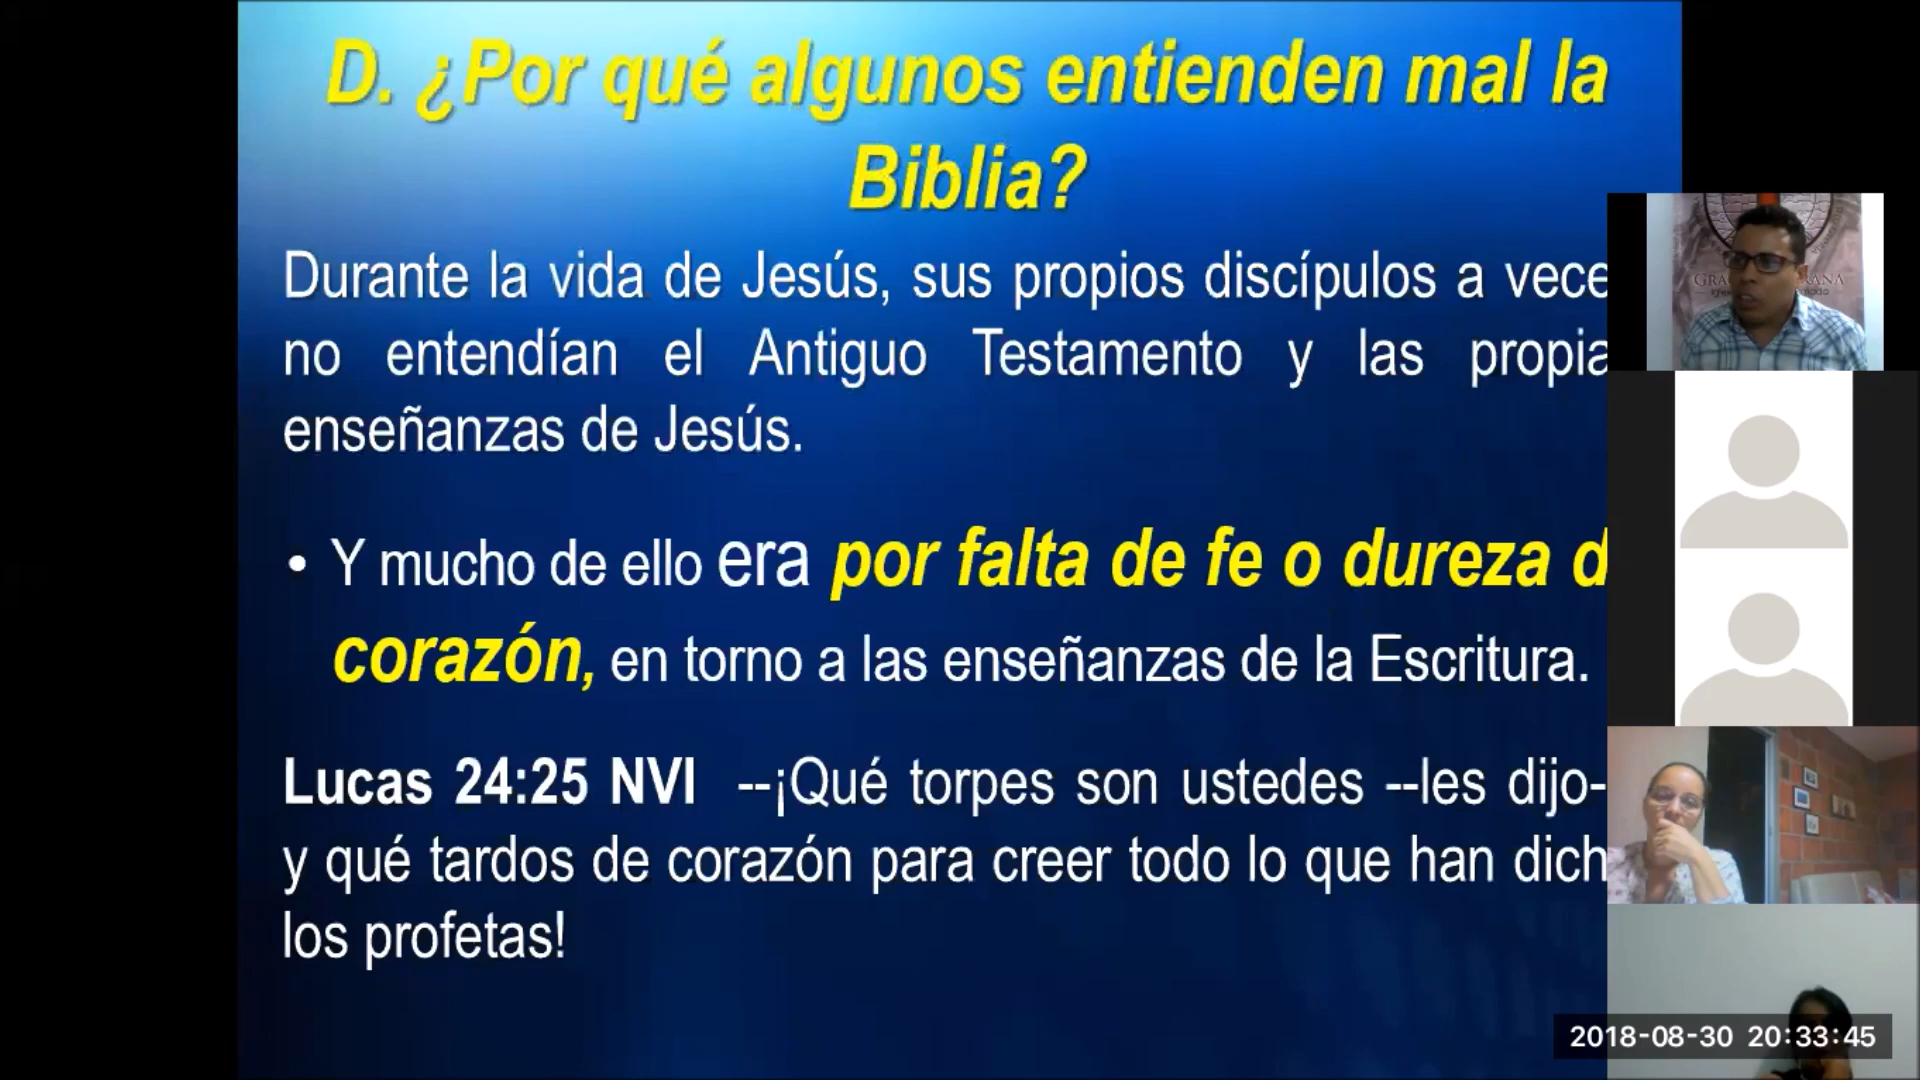 D. ¿Por qué algunos entienden mal la
Biblia?
Durante la vida de Jesús, sus propios discípulos a vece
no entendían el Antiguo Testamento y las propia
enseñanzas de Jesús.
• Y mucho de ello era por falta de fe o dureza d
corazón, en torno a las enseñanzas de la Escritura.
Lucas 24:25 NVI --¡Qué torpes son ustedes --les dijo-
y qué tardos de corazón para creer todo lo que han dich
los profetas!
2018-08-30 20:33:45